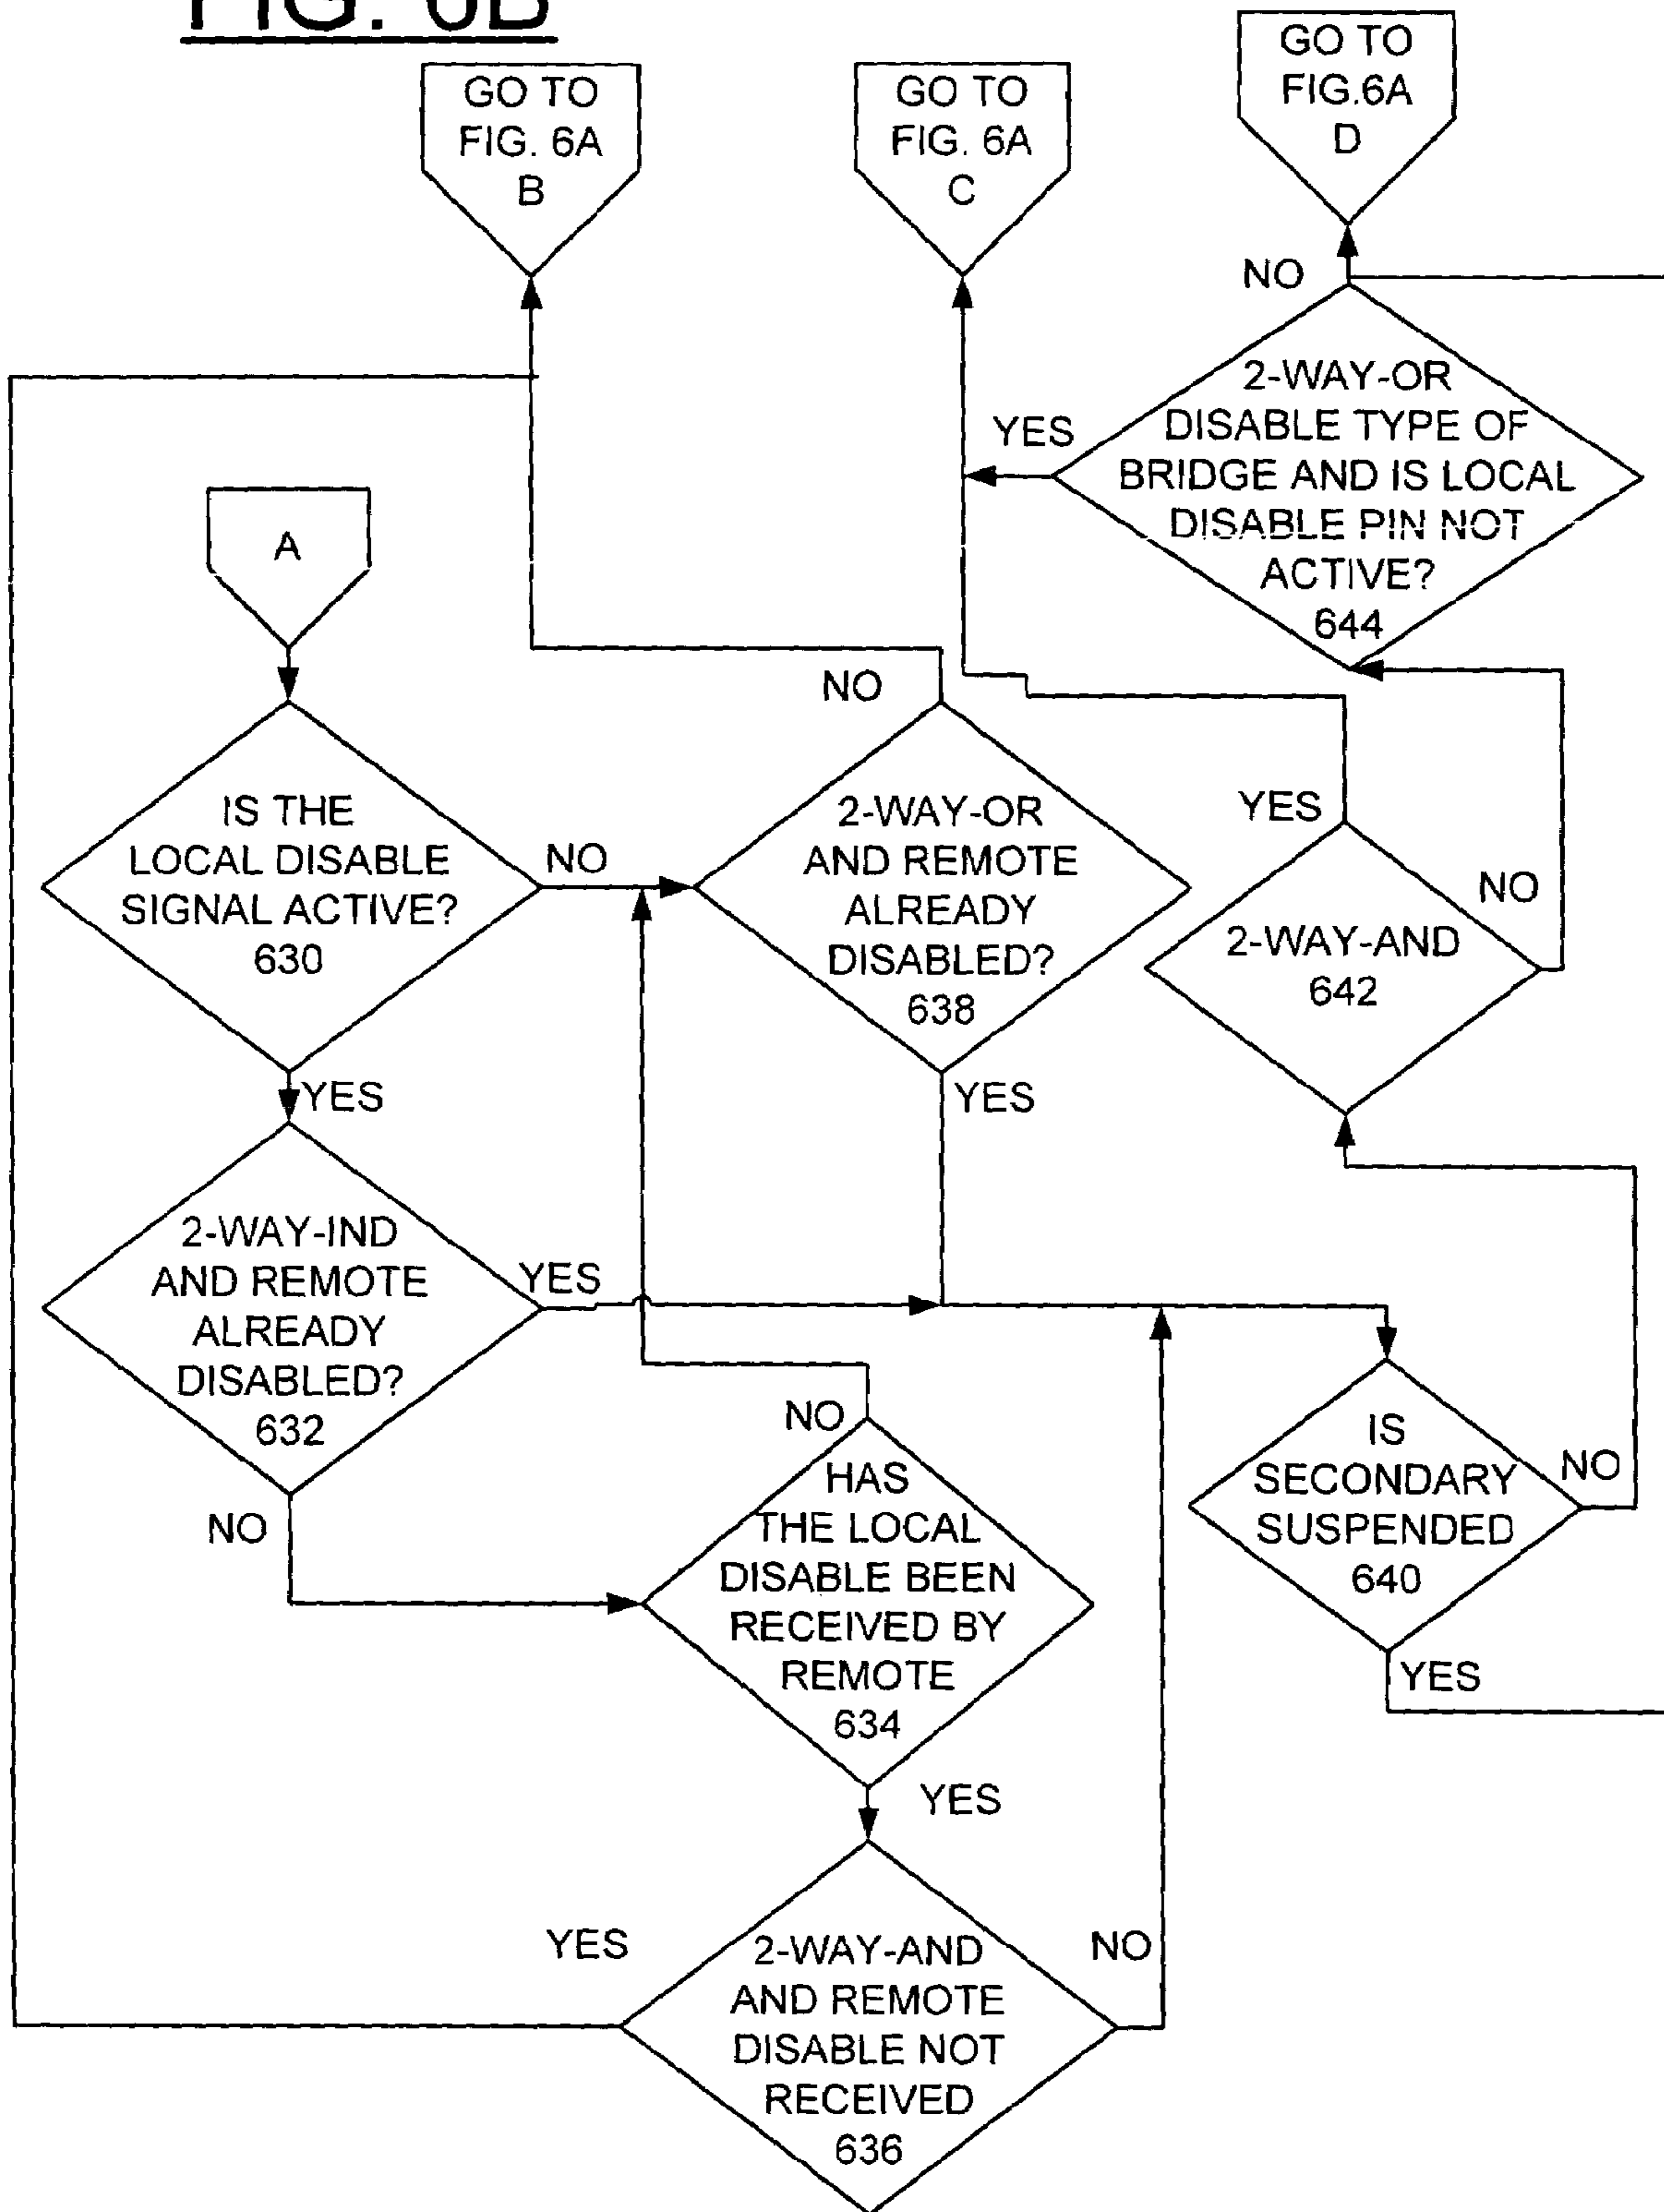 FIG. 6B
GO TO
FIG. 6A
B
GO TO
FIG. 6A
C
GO TO
FIG.6A
D
NO
2-WAY-OR
DISABLE TYPE OF
BRIDGE AND IS LOCAL
DISABLE PIN NOT
ACTIVE?
644
YES
A
NO
IS THE
LOCAL DISABLE
SIGNAL ACTIVE?
630
NO
2-WAY-OR
AND REMOTE
ALREADY
DISABLED?
638
YES
2-WAY-AND
642
NO
YES
YES
2-WAY-IND
AND REMOTE
ALREADY
DISABLED?
632
YES
NO
NO
HAS
THE LOCAL
DISABLE BEEN
RECEIVED BY
REMOTE
634
IS
SECONDARY
SUSPENDED
640
NO
YES
YES
YES
2-WAY-AND
AND REMOTE
DISABLE NOT
RECEIVED
636
NO